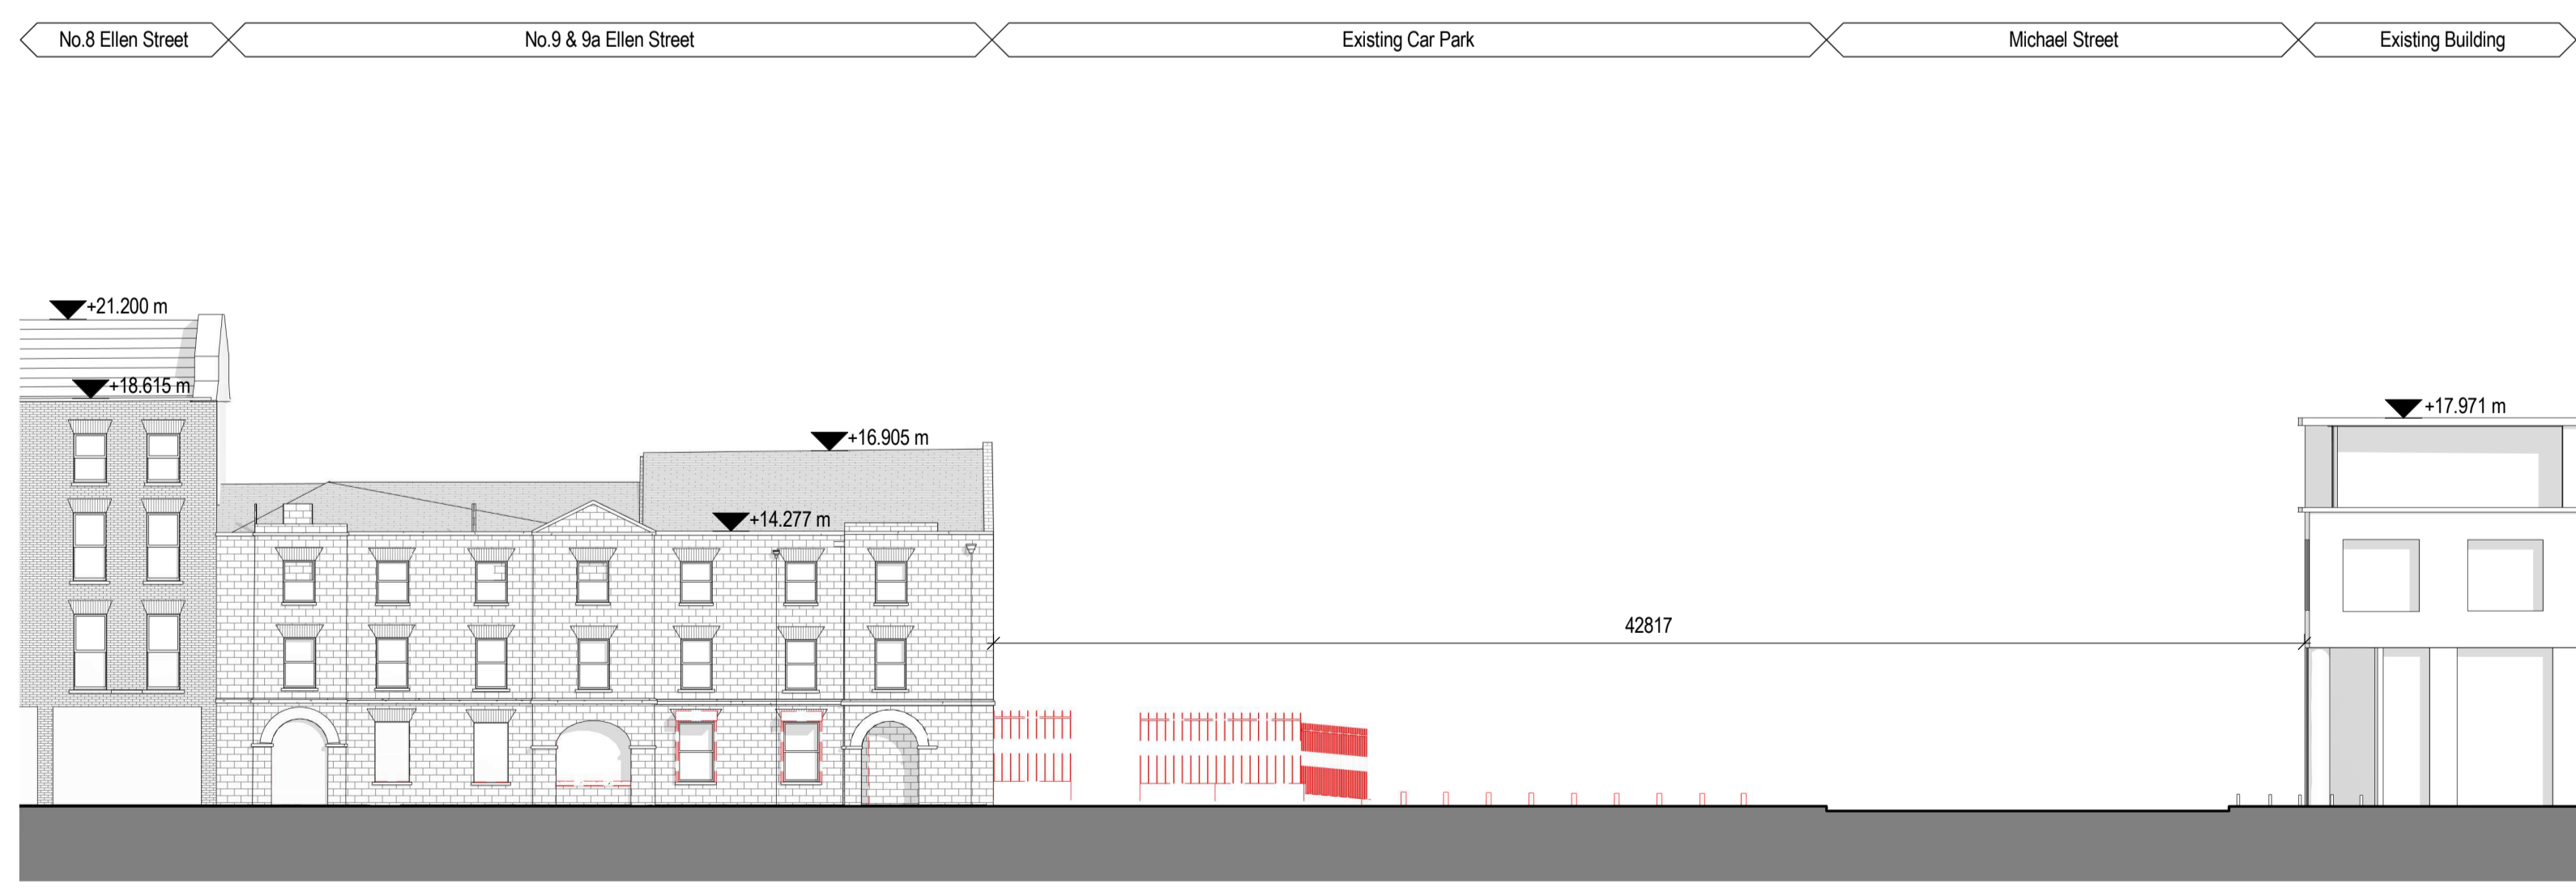 No.8 Ellen Street
No.9 & 9a Ellen Street
Existing Car Park
Michael Street
Existing Building
+21.200 m
+18.615 m
+17.971 m
+16.905 m
+14.277 m
42817